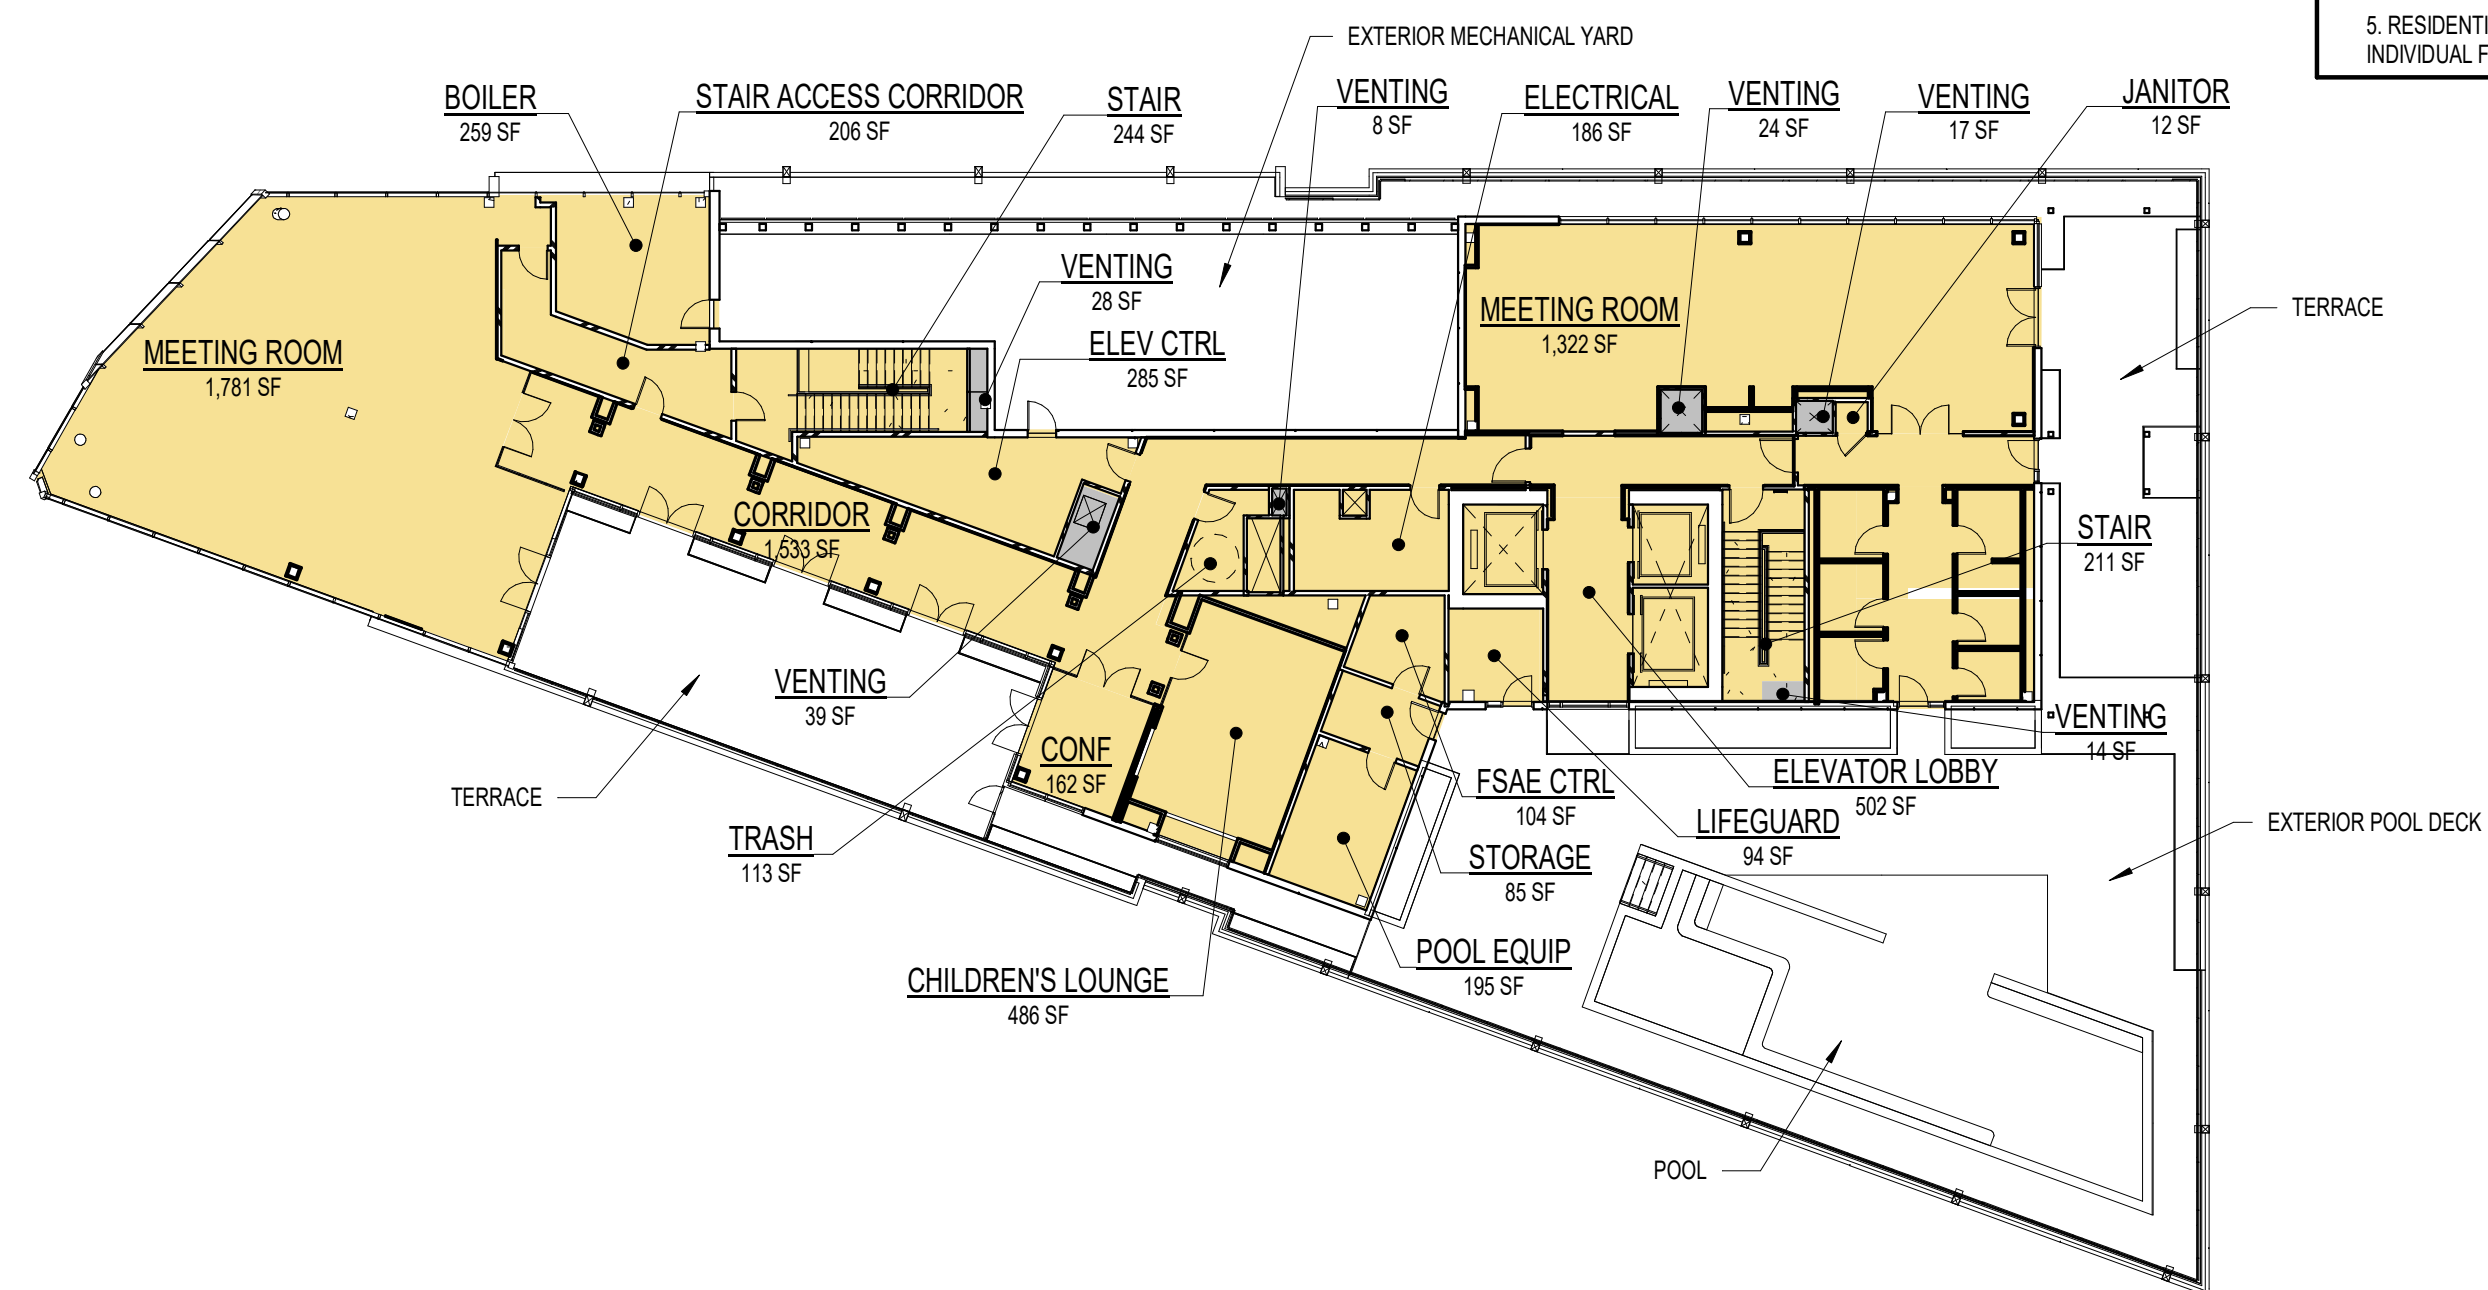 5. RESIDENTI
INDIVIDUAL F
EXTERIOR MECHANICAL YARD
BOILER
259 SF
STAIR ACCESS CORRIDOR
206 SF
STAIR
244 SF
VENTING
8 SF
ELECTRICAL
186 SF
VENTING
24 SF
VENTING
17 SF
JANITOR
12 SF
VENTING
28 SF
ELEV CTRL
285 SF
MEETING ROOM
1,781 SF
MEETING ROOM
1,322 SF
TERRACE
CORRIDOR
1,533 SF
STAIR
211 SF
VENTING
39 SF
VENTING
14 SF
CONF
162 SF
TERRACE
FSAE CTRL
104 SF
ELEVATOR LOBBY
502 SF
LIFEGUARD
94 SF
EXTERIOR POOL DECK
TRASH
113 SF
STORAGE
85 SF
POOL EQUIP
195 SF
CHILDREN'S LOUNGE
486 SF
POOL